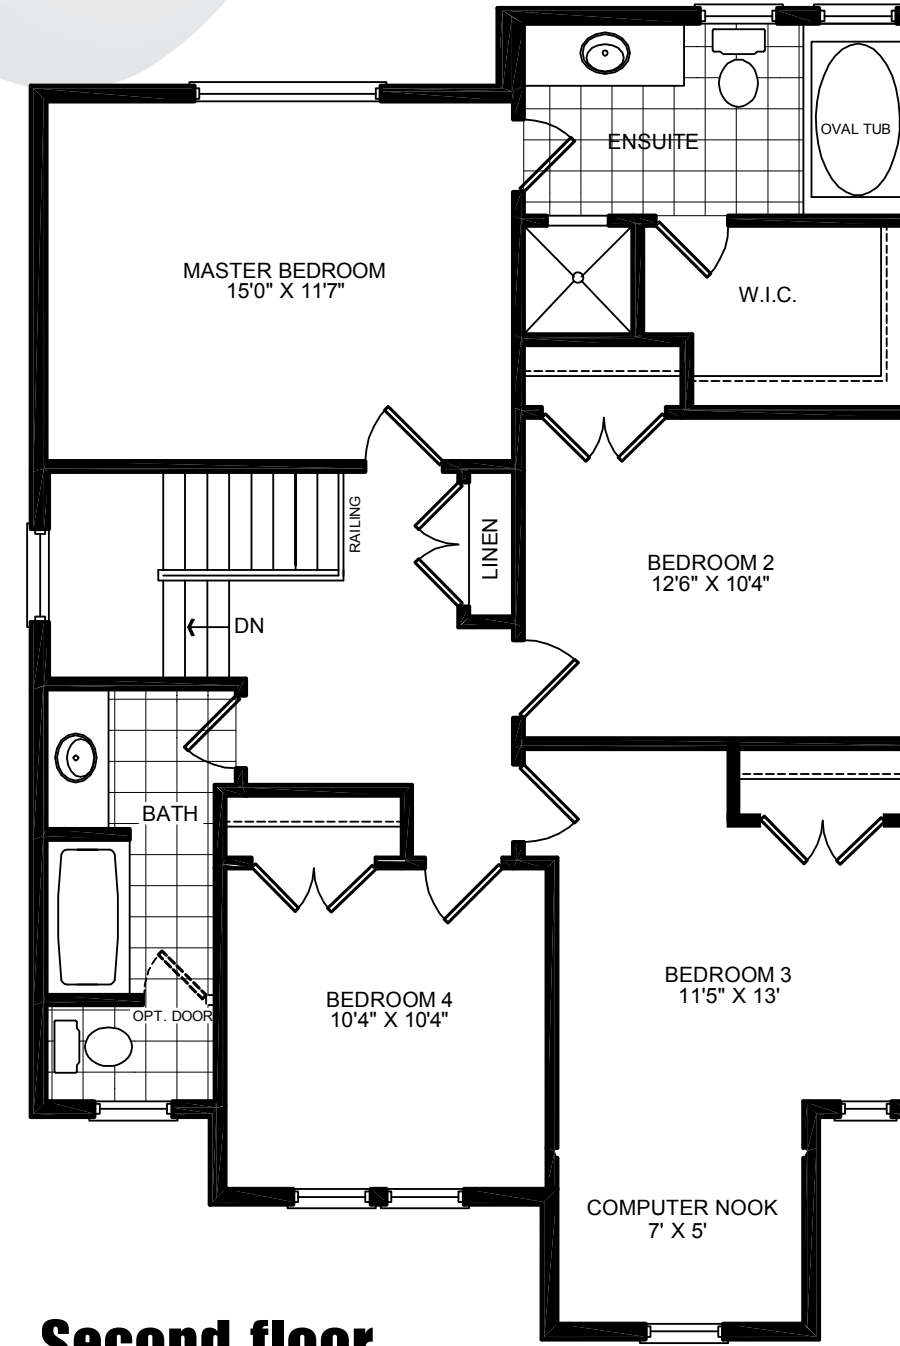 ENSUITE
OVAL TUB
MASTER BEDROOM
15'0" X 11'7"
W.I.C.
RAILING
LINEN
BEDROOM 2
12'6" X 10'4"
DN
BATH
BEDROOM 3
11'5" X 13'
BEDROOM 4
10'4" X 10'4"
OPT. DOOR
COMPUTER NOOK
7' X 5'
Second floor